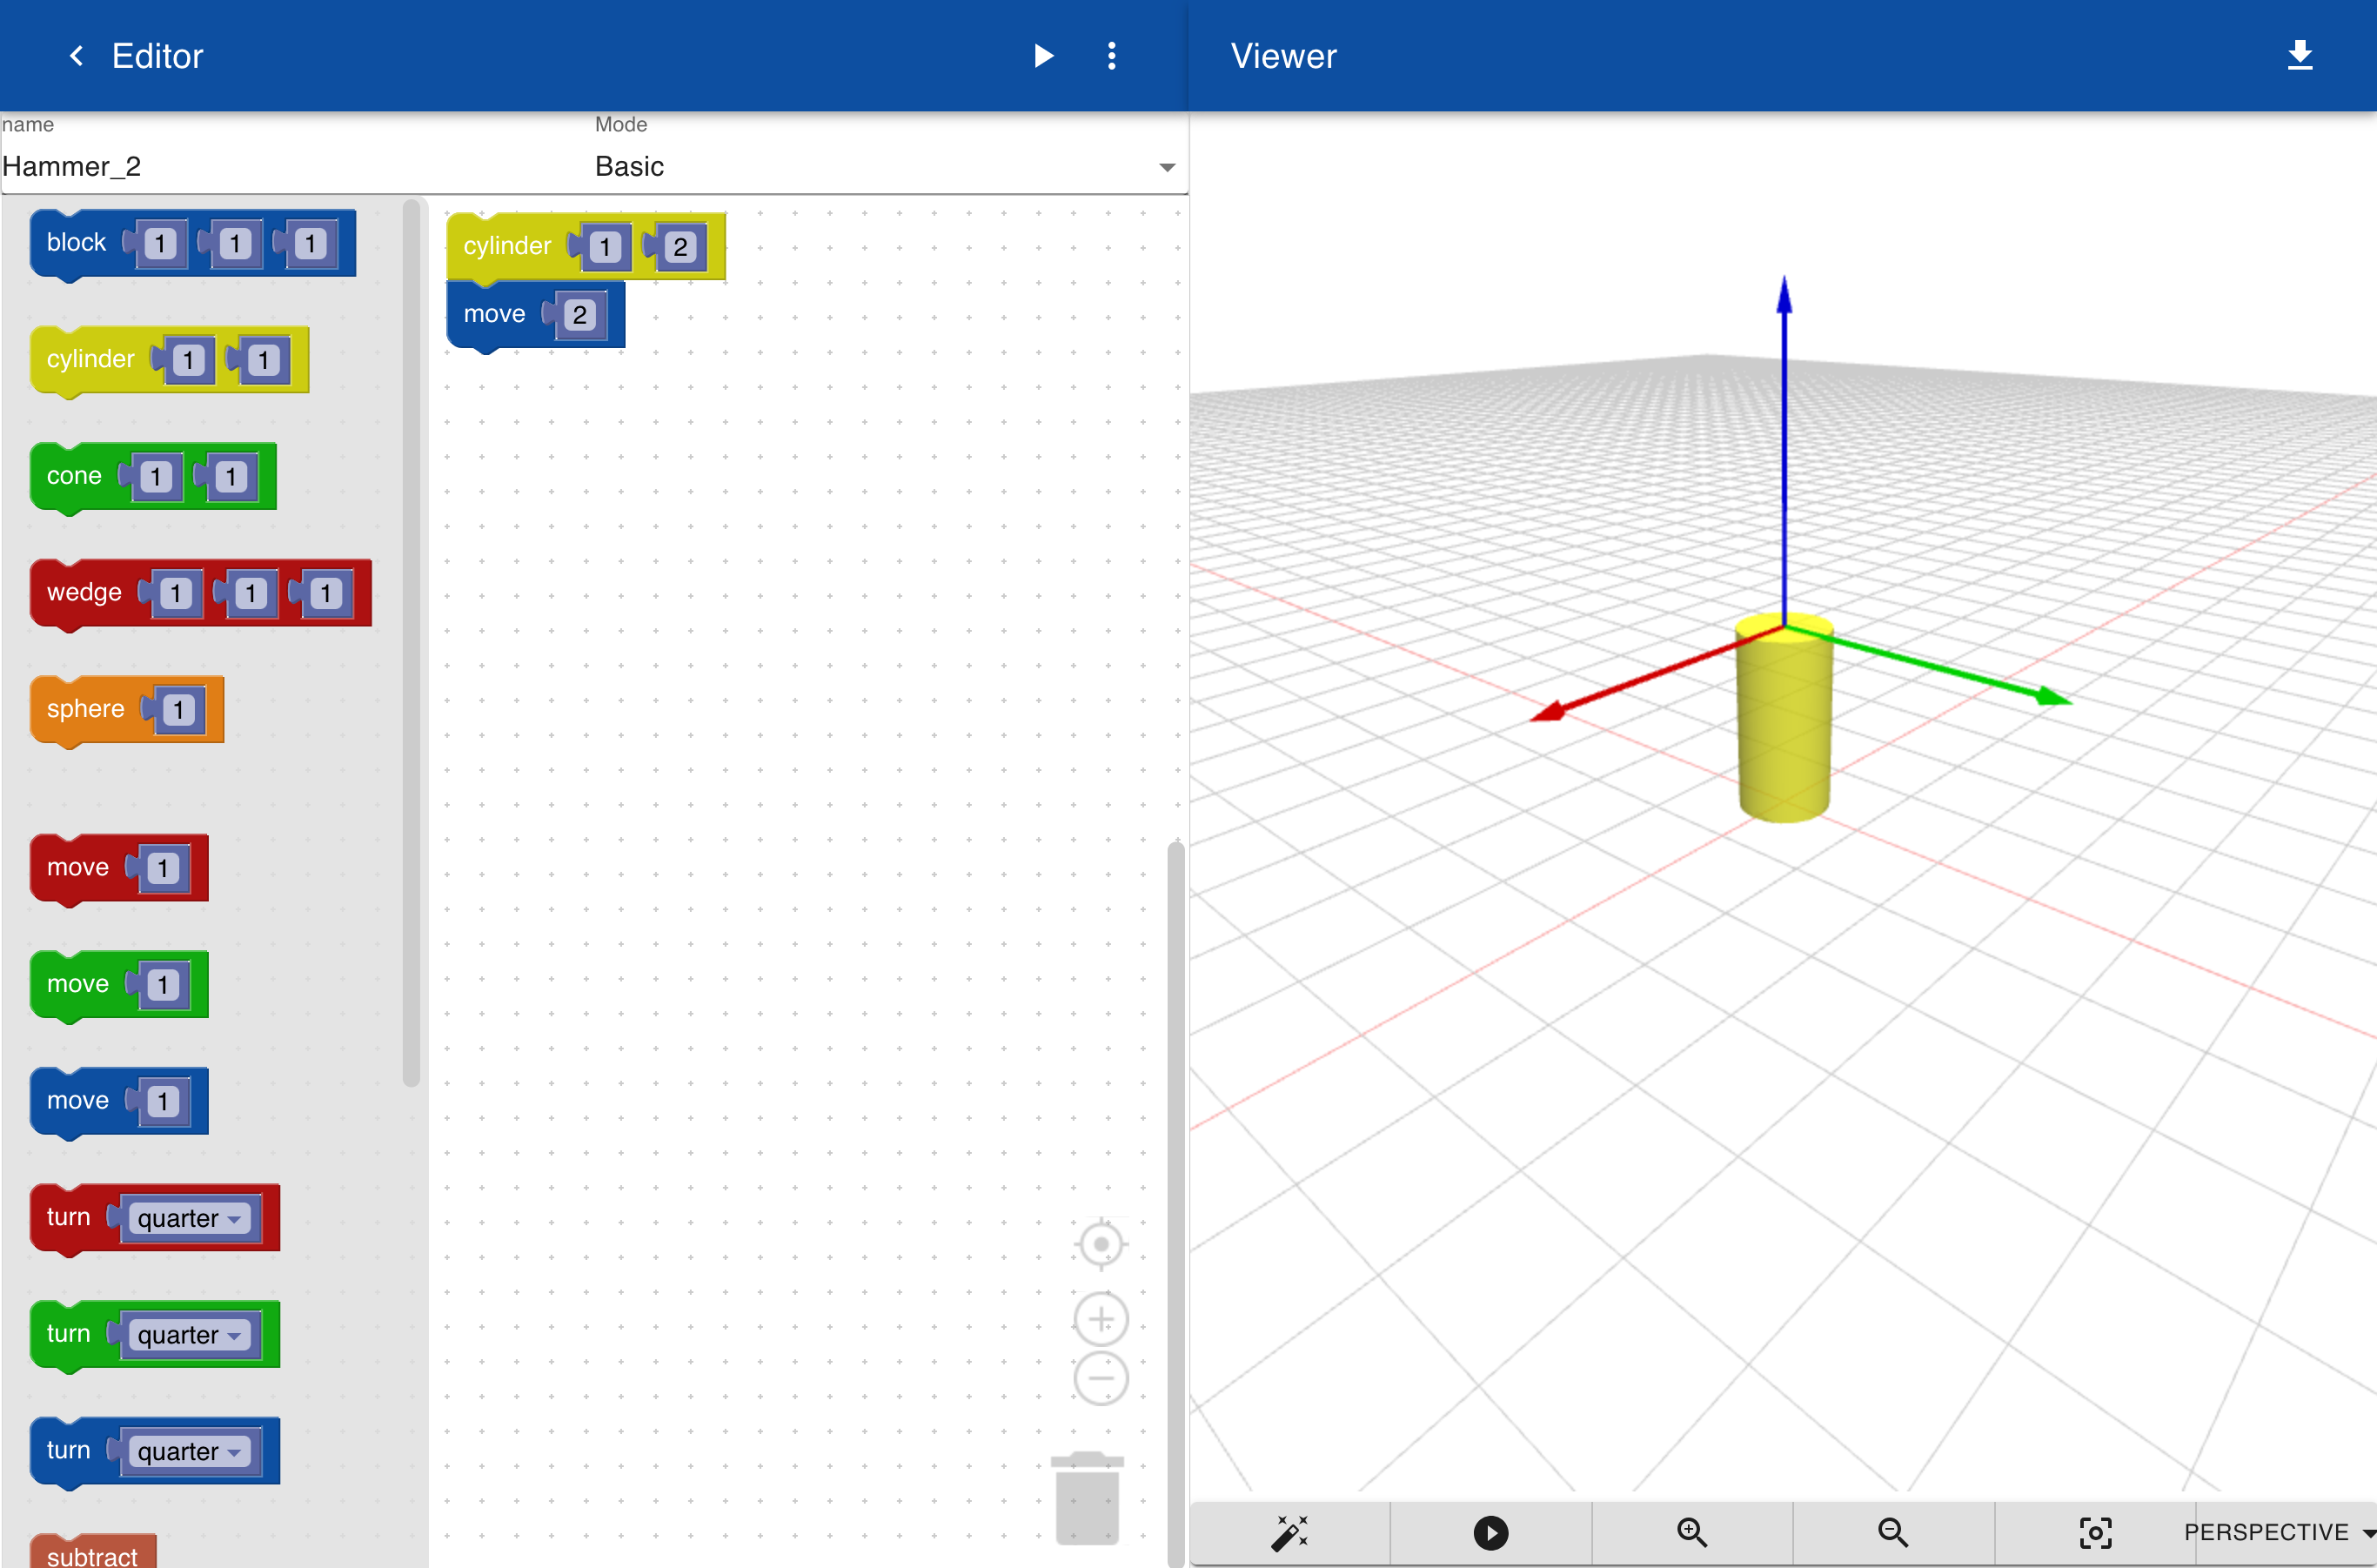 Editor
Viewer
name
Mode
Hammer_2
Basic
block 1 1 1
cylinder 1 1
cone 1 1
wedge 1 1 1
sphere 1
move 1
move 1
move 1
turn quarter
turn quarter
turn quarter
subtract
cylinder 1 2
move 2
PERSPECTIVE